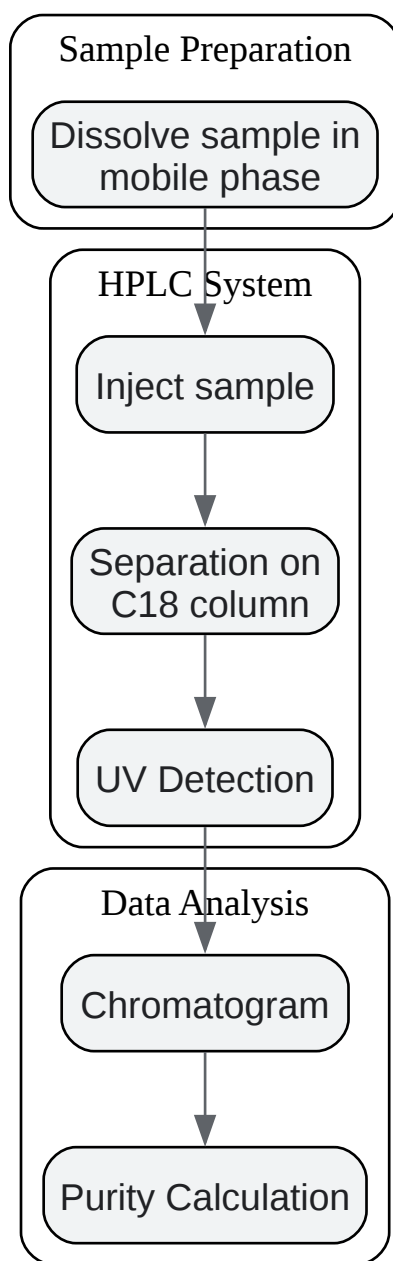 Sample Preparation
Dissolve sample in
mobile phase
HPLC System
Inject sample
Separation on
C18 column
UV Detection
Data Analysis
Chromatogram
Purity Calculation